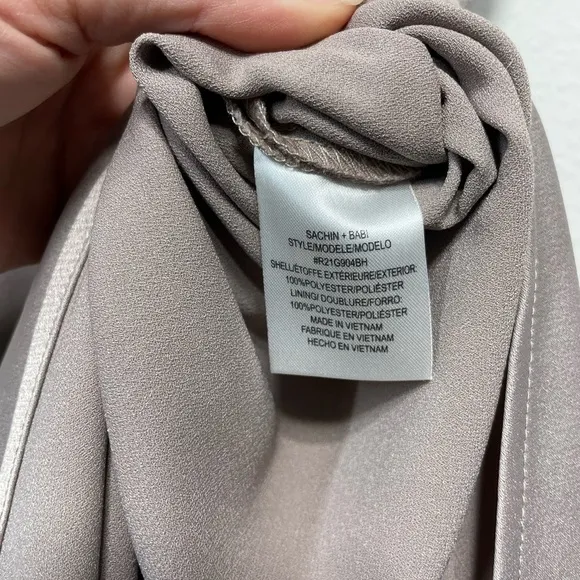 SACHIN + BABI
STYLE/MODELE/MODELO
#R21G904BH
SHELL/ÉTOFFE EXTÉRIEURE/EXTERIOR:
100%POLYESTER/POLIÉSTER
LINING/ DOUBLURE/FORRO:
100%POLYESTER/POLIÉSTER
MADE IN VIETNAM
FABRIQUE EN VIETNAM
HECHO EN VIETNAM